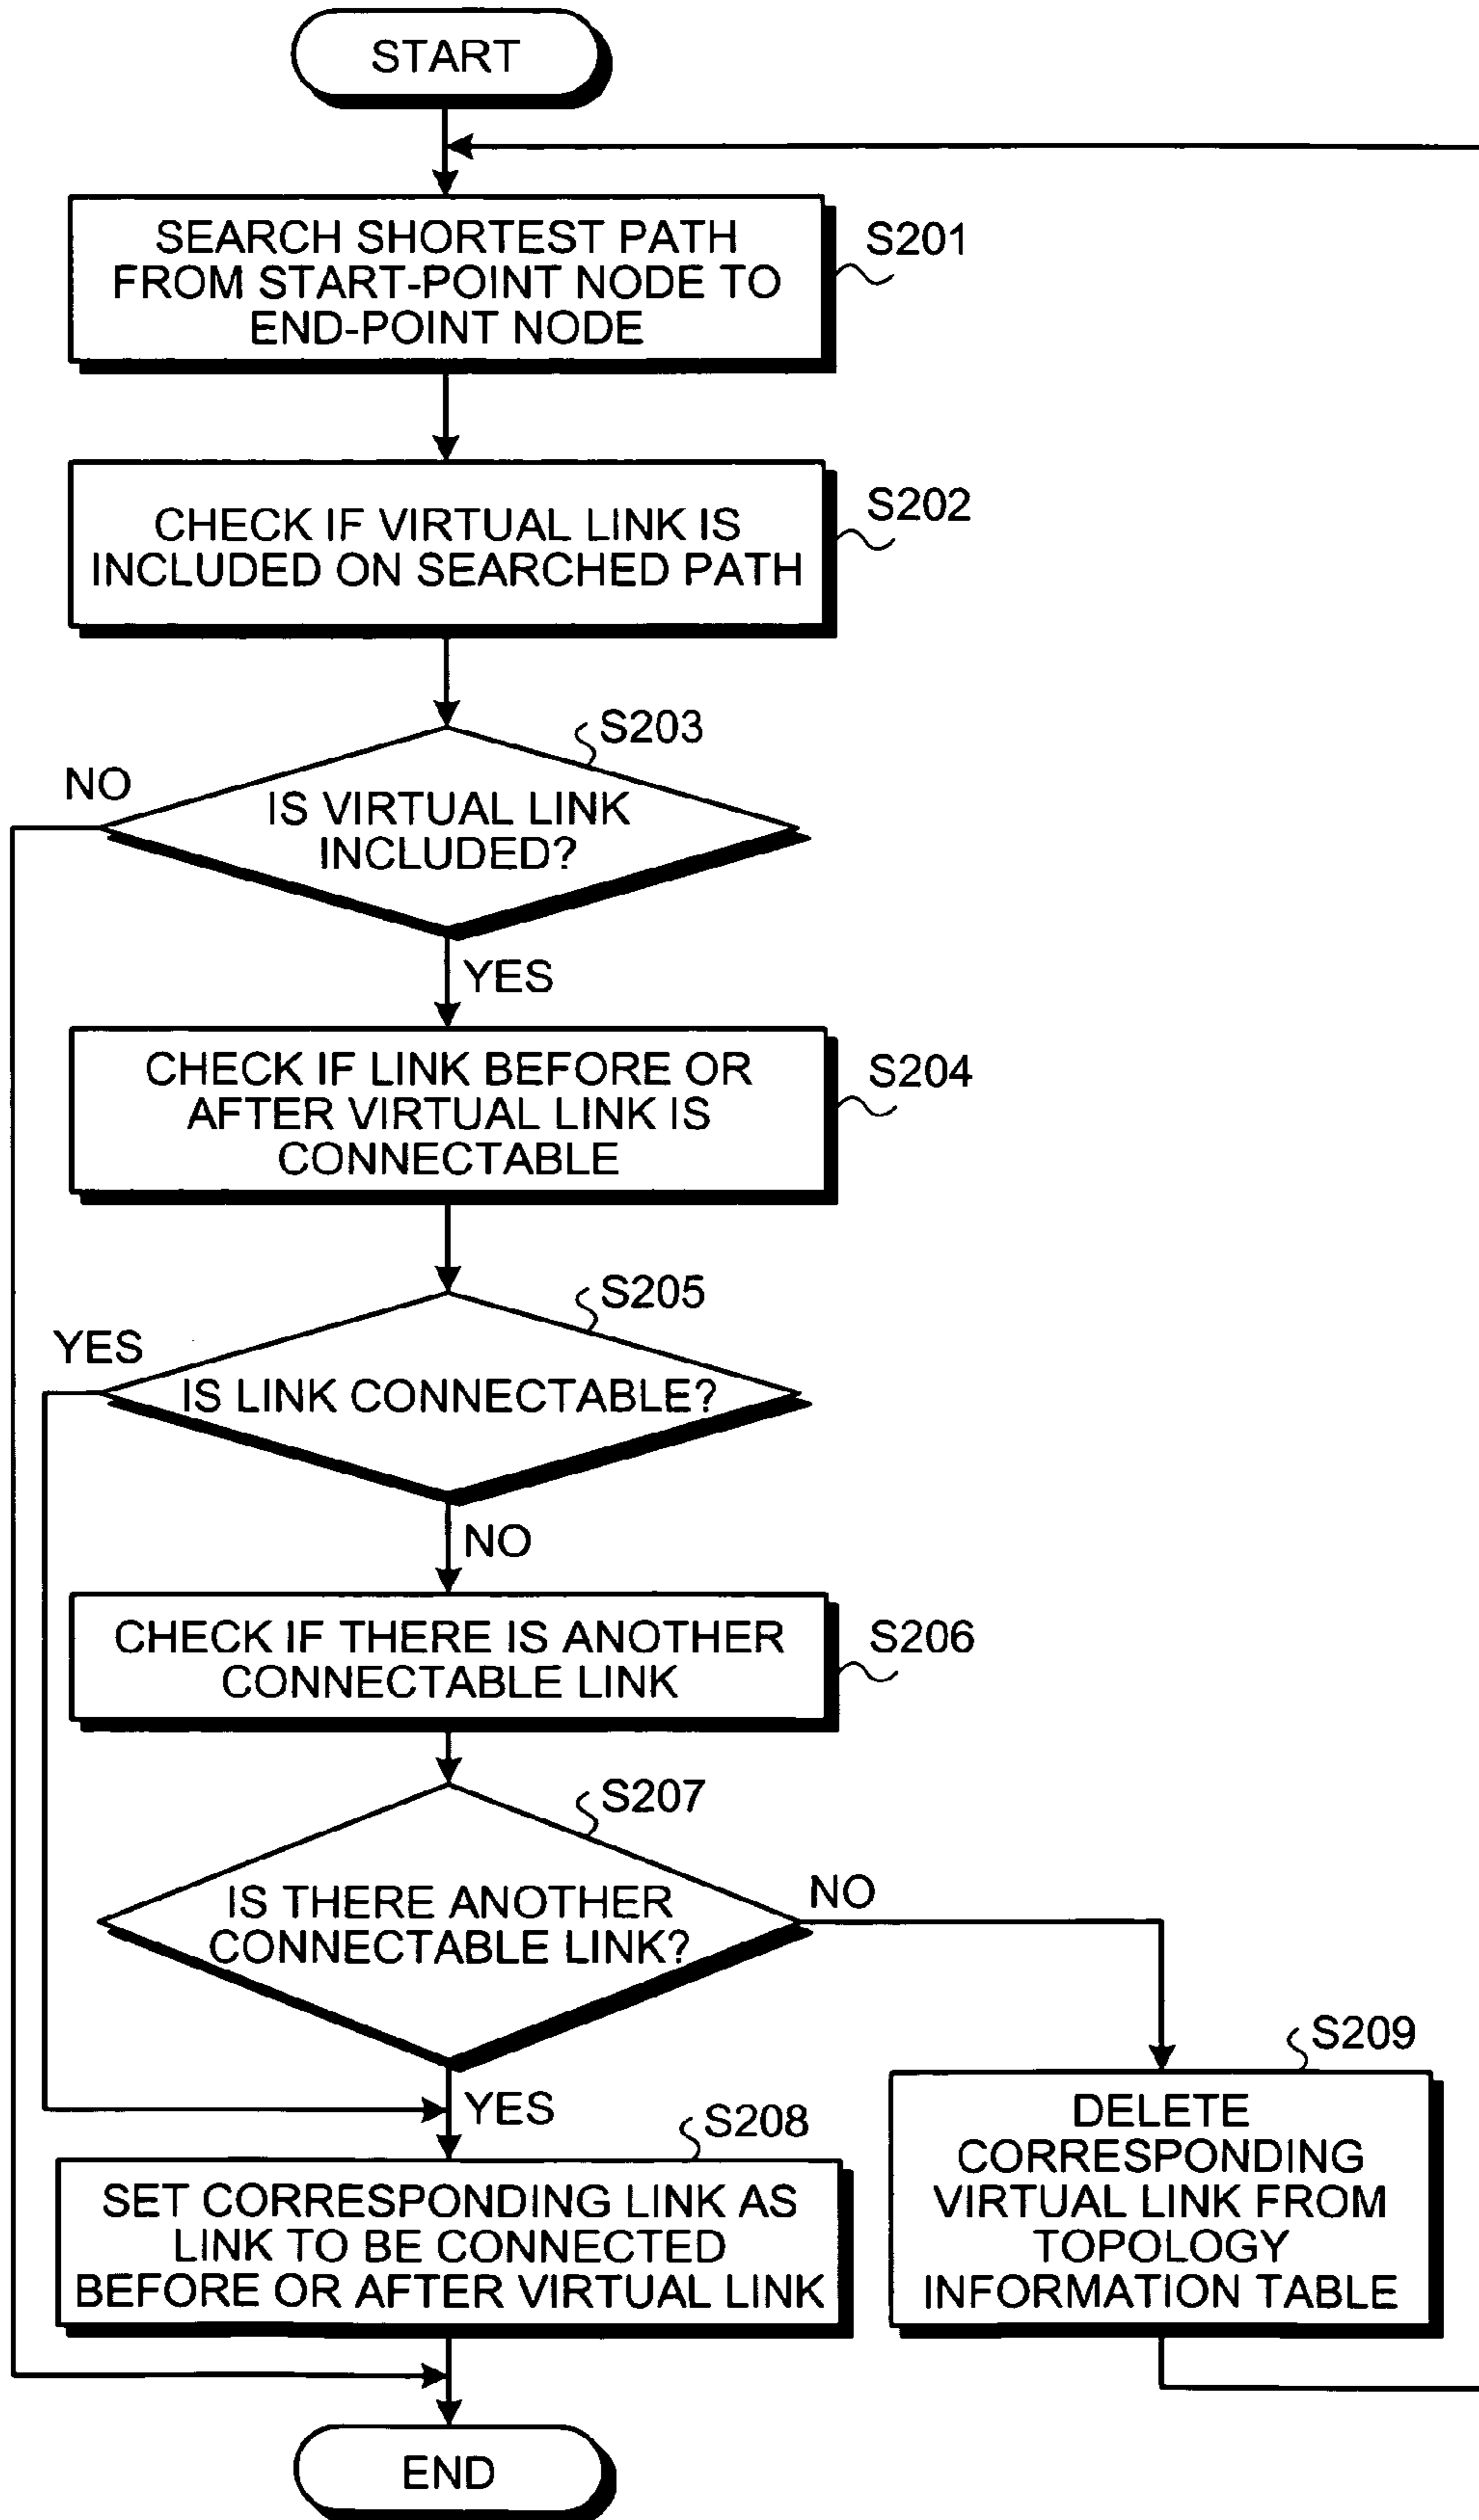 START
SEARCH SHORTEST PATH
FROM START-POINT NODE TO
END-POINT NODE
S201
CHECK IF VIRTUAL LINK IS
INCLUDED ON SEARCHED PATH
S202
S203
NO
IS VIRTUAL LINK
INCLUDED?
YES
CHECK IF LINK BEFORE OR
AFTER VIRTUAL LINK IS
CONNECTABLE
S204
S205
YES
IS LINK CONNECTABLE?
NO
CHECK IF THERE IS ANOTHER
CONNECTABLE LINK
S206
S207
IS THERE ANOTHER
CONNECTABLE LINK?
NO
YES
S208
SET CORRESPONDING LINK AS
LINK TO BE CONNECTED
BEFORE OR AFTER VIRTUAL LINK
S209
DELETE
CORRESPONDING
VIRTUAL LINK FROM
TOPOLOGY
INFORMATION TABLE
END